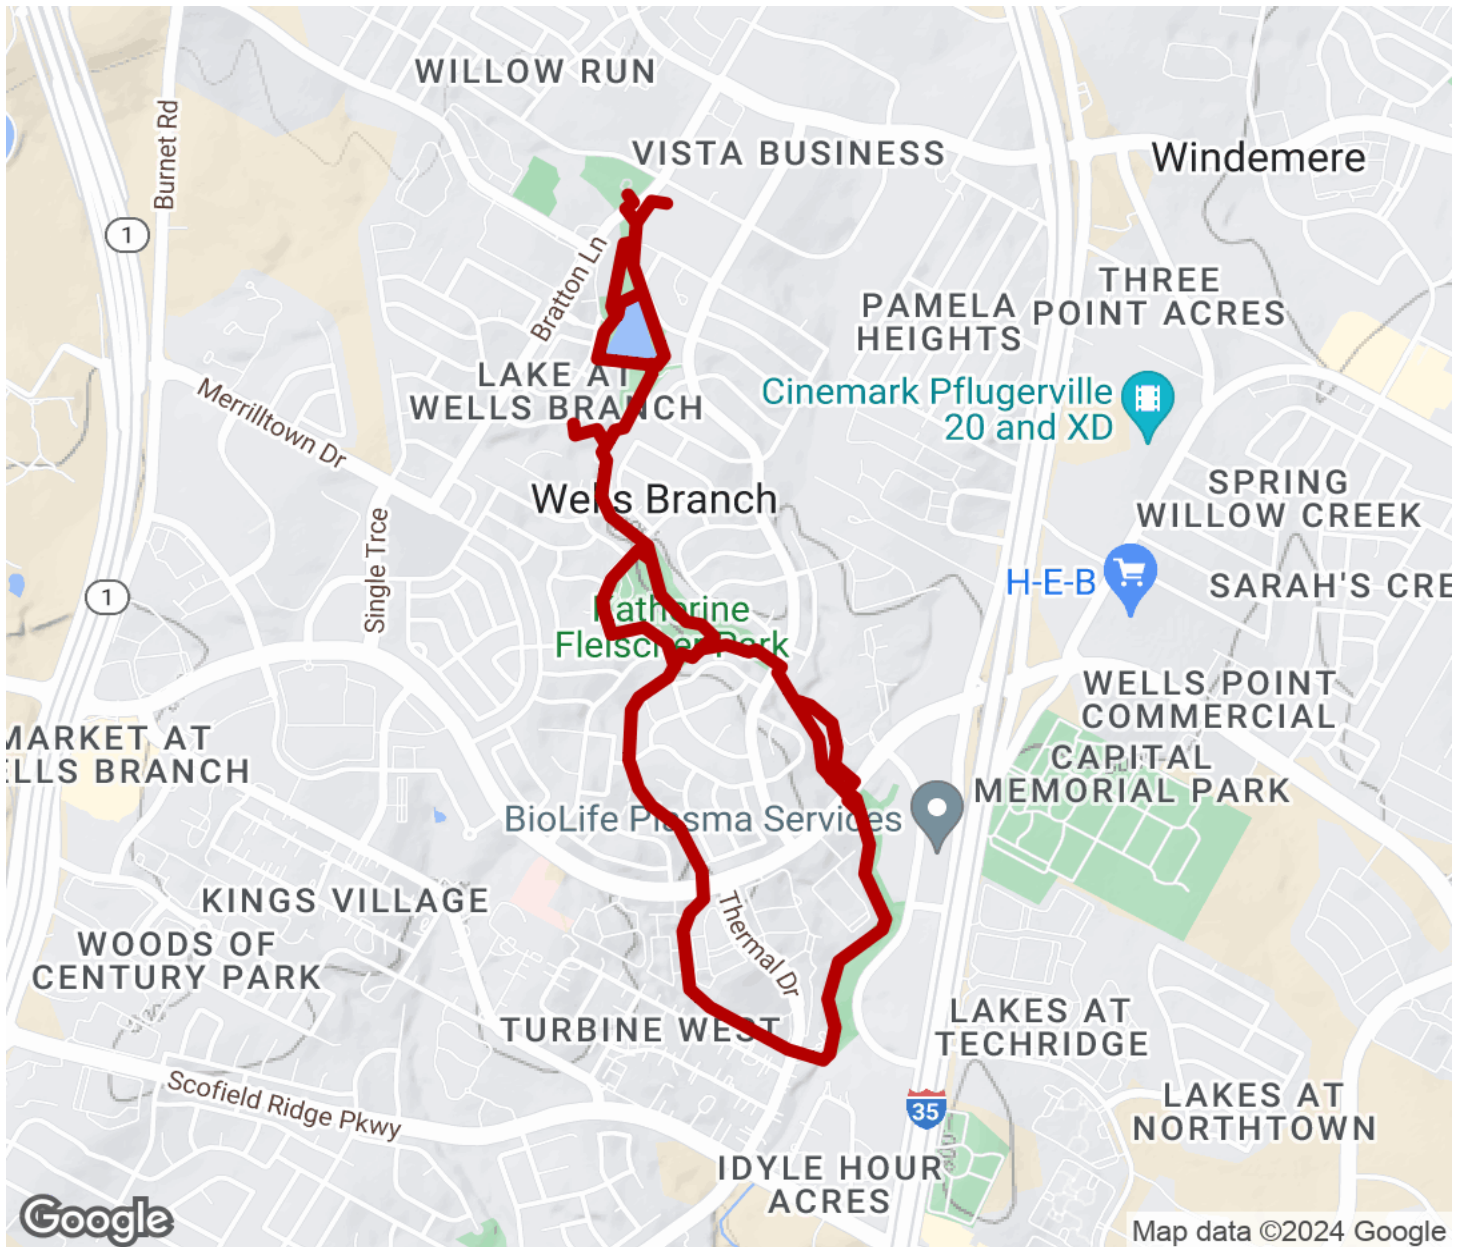 WILLOW RUN
Burnet Rd
VISTA BUSINESS
Windemere
1
Bratton Ln
THREE
POINT ACRES
PAMELA
HEIGHTS
LAKE AT
WELLS BRANCH
Cinemark Pflugerville
20 and XD
Merrilltown Dr
Wells Branch
SPRING
WILLOW CREEK
Single Trce
H-E-B
SARAH'S CRE
1
Katherine
Fleischer Park
WELLS POINT
COMMERCIAL
MARKET AT
ELLS BRANCH
CAPITAL
MEMORIAL PARK
BioLife Plasma Services
KINGS VILLAGE
Thermal Dr
WOODS OF
CENTURY PARK
TURBINE WEST
LAKES AT
TECHRIDGE
Scofield Ridge Pkwy
35
LAKES AT
NORTHTOWN
IDYLE HOUR
ACRES
Google
Map data ©2024 Google